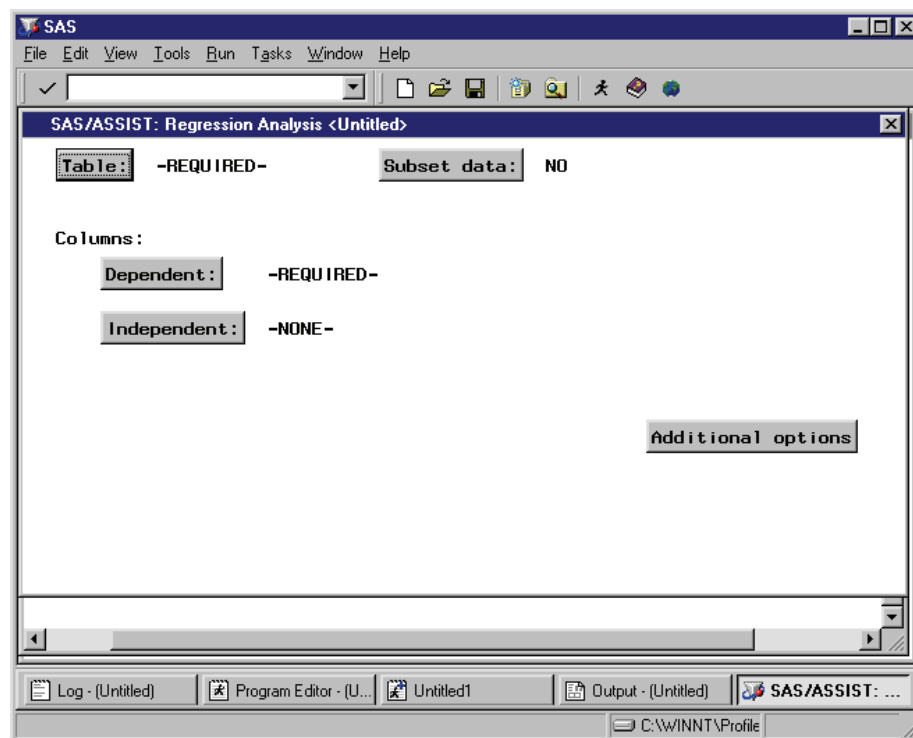 SAS
File Edit View Tools Run Tasks Window Help
SAS/ASSIST: Regression Analysis <Untitled>
Table: -REQUIRED- Subset data: NO
Columns:
Dependent: -REQUIRED-
Independent: -NONE-
Additional options
Log - (Untitled) Program Editor - (U... Untitled1 Output - (Untitled) SAS/ASSIST: ...
C:\WINNT\Profile